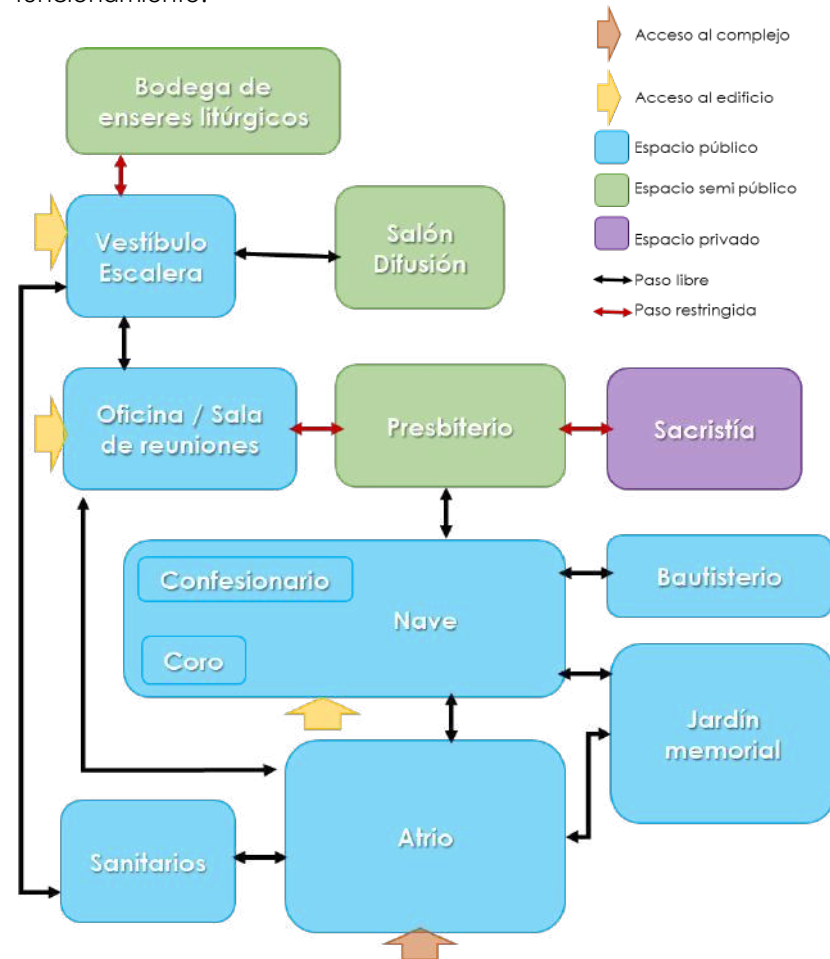 funcionamiento.
Acceso al complejo
Acceso al edificio
Espacio público
Espacio semi público
Espacio privado
Paso libre
Paso restringida
Bodega de
enseres litúrgicos
Vestíbulo
Escalera
Salón
Difusión
Oficina / Sala
de reuniones
Presbiterio
Sacristía
Confesionario
Nave
Coro
Bautisterio
Jardín
memorial
Atrio
Sanitarios